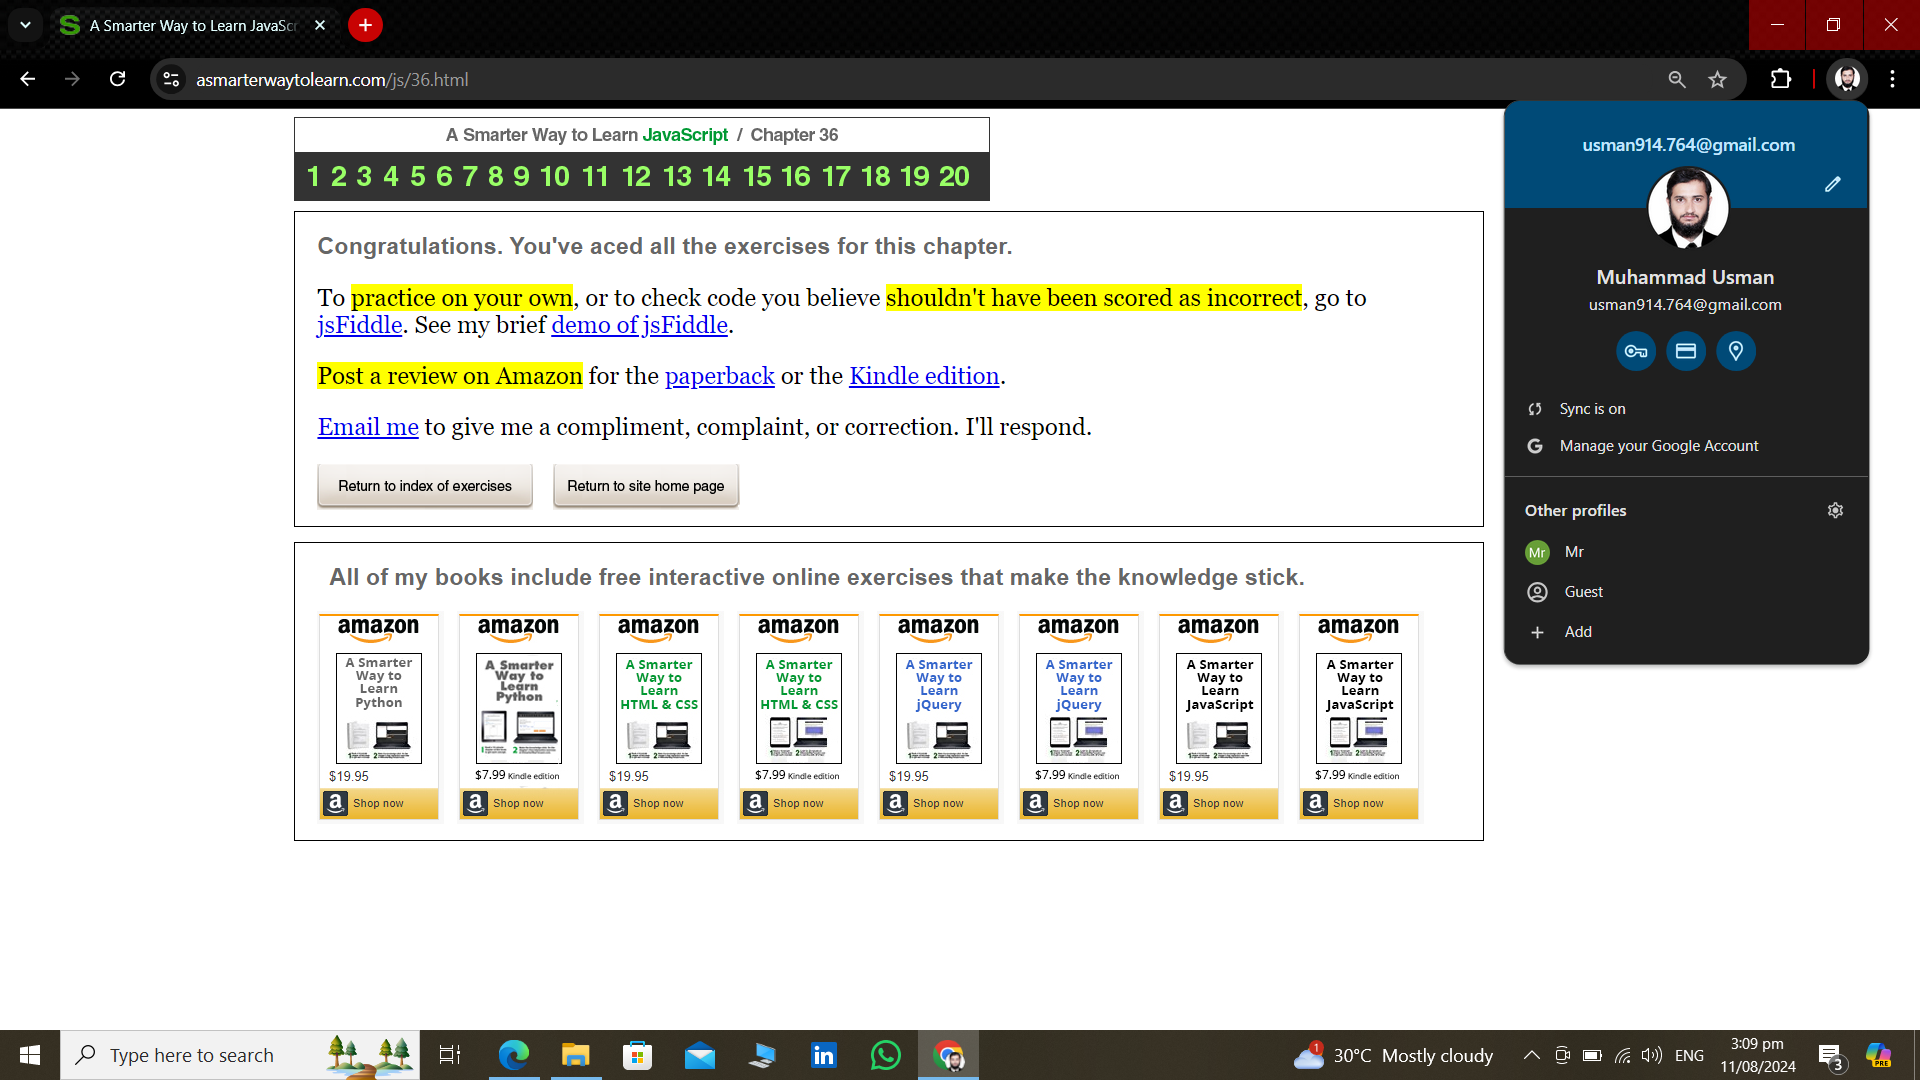 A Smarter Way to Learn JavaScr
asmarterwaytolearn.com/js/36.html
A Smarter Way to Learn JavaScript / Chapter 36
1 2 3 4 5 6 7 8 9 10 11 12 13 14 15 16 17 18 19 20
Congratulations. You've aced all the exercises for this chapter.
To practice on your own, or to check code you believe shouldn't have been scored as incorrect, go to
jsFiddle. See my brief demo of jsFiddle.
Post a review on Amazon for the paperback or the Kindle edition.
Email me to give me a compliment, complaint, or correction. I'll respond.
Return to index of exercises
Return to site home page
usman914.764@gmail.com
Muhammad Usman
usman914.764@gmail.com
Sync is on
Manage your Google Account
Other profiles
Mr Mr
Guest
Add
All of my books include free interactive online exercises that make the knowledge stick.
amazon
A Smarter
Way to
Learn
Python
$19.95
a Shop now
amazon
A Smarter
Way to
Learn
Python
$7.99 Kindle edition
a Shop now
amazon
A Smarter
Way to
Learn
HTML & CSS
$19.95
a Shop now
amazon
A Smarter
Way to
Learn
HTML & CSS
$7.99 Kindle edition
a Shop now
amazon
A Smarter
Way to
Learn
jQuery
$19.95
a Shop now
amazon
A Smarter
Way to
Learn
jQuery
$7.99 Kindle edition
a Shop now
amazon
A Smarter
Way to
Learn
JavaScript
$19.95
a Shop now
amazon
A Smarter
Way to
Learn
JavaScript
$7.99 Kindle edition
a Shop now
Type here to search
in
1
30°C Mostly cloudy
ENG
3:09 pm
11/08/2024
3
PRE